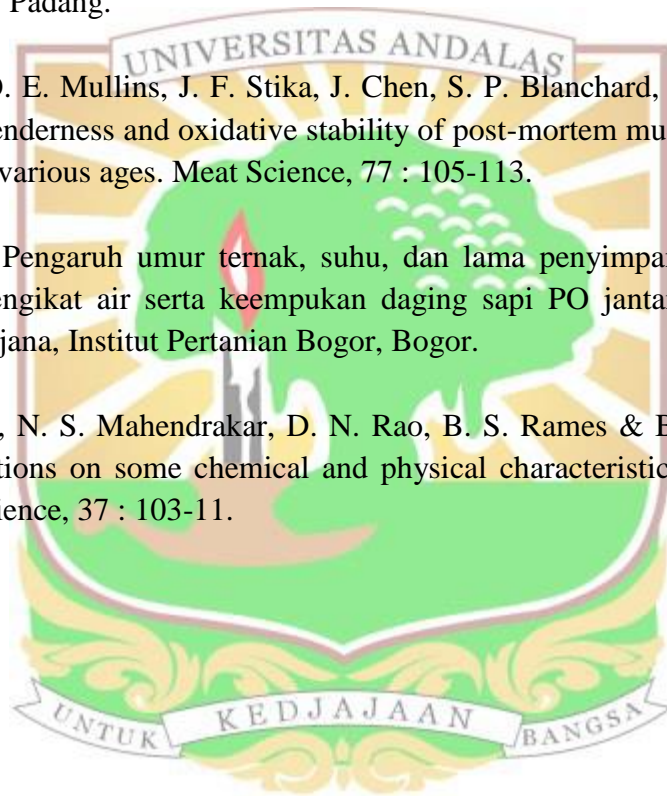 Padang.
UNIVERSITAS ANDALAS
. E. Mullins, J. F. Stika, J. Chen, S. P. Blanchard,
enderness and oxidative stability of post-mortem mu
various ages. Meat Science, 77 : 105-113.
Pengaruh umur ternak, suhu, dan lama penyimpa
engikat air serta keempukan daging sapi PO janta
jana, Institut Pertanian Bogor, Bogor.
, N. S. Mahendrakar, D. N. Rao, B. S. Rames &
tions on some chemical and physical characteristic
ience, 37 : 103-11.
UNTUK KEDJAJAAN BANGSA